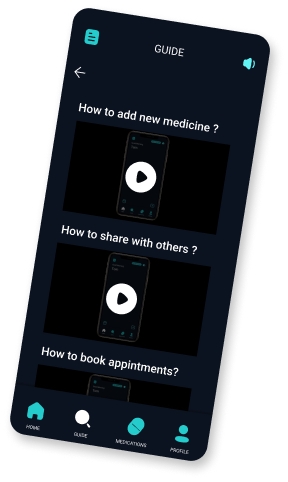 GUIDE
How to add new medicine ?
How to share with others ?
How to book appintments?
HOME
GUIDE
MEDICATIONS
PROFILE